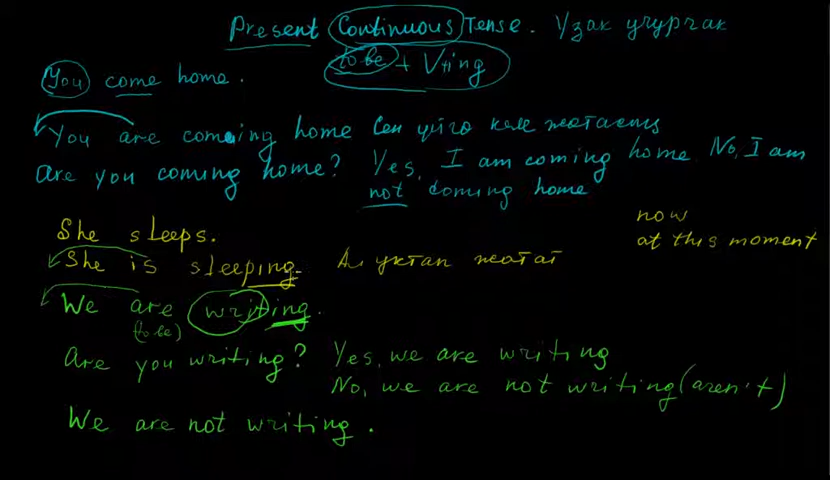 Present Continuous Tense. Узак учурчак
to be + Ving
You come home.
You are coming home Сен үйгө келе жатасың
Are you coming home? Yes, I am coming home. No, I am
not coming home
now
She sleeps.
at this moment
She is sleeping. Ал уктап жатат
We are writing.
(to be)
Are you writing? Yes, we are writing
No, we are not writing (aren't)
We are not writing.